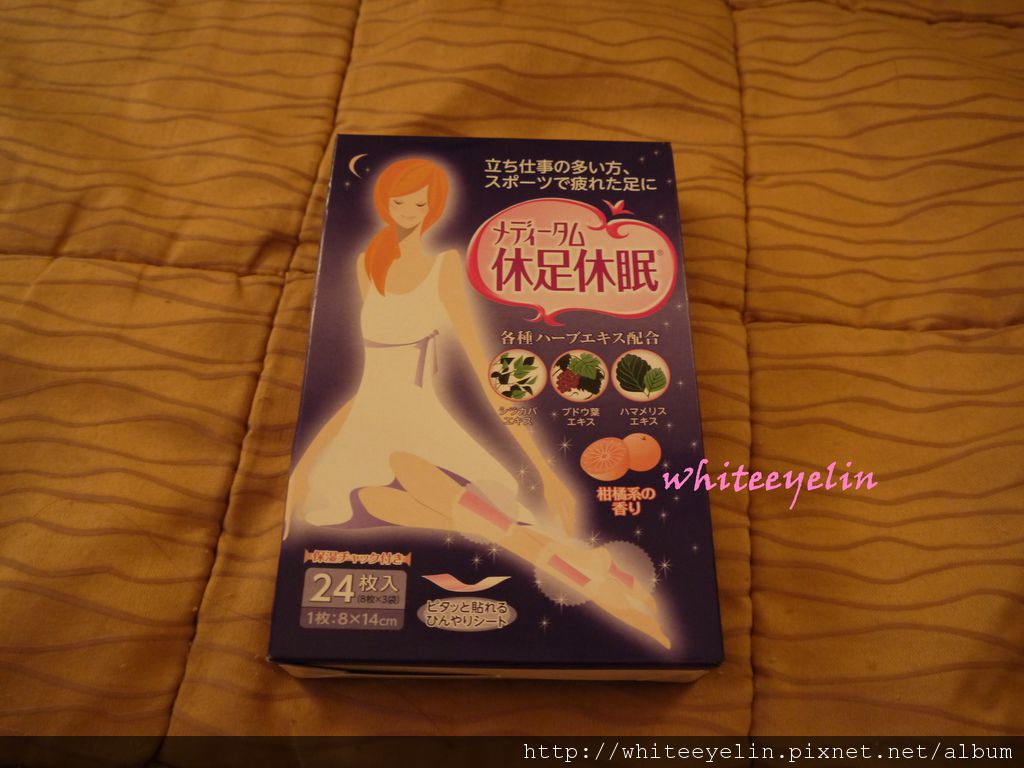 立ち仕事の多い方、
スポーツで疲れた足に
メディータム
休足休眠®
各種ハーブエキス配合
シラカバ
エキス
ブドウ葉
エキス
ハマメリス
エキス
柑橘系の
香り
whiteeyelin
保湿チャック付き
24枚入
(8枚×3袋)
1枚:8×14cm
ピタッと貼れる
ひんやりシート
http://whiteeyelin.pixnet.net/album